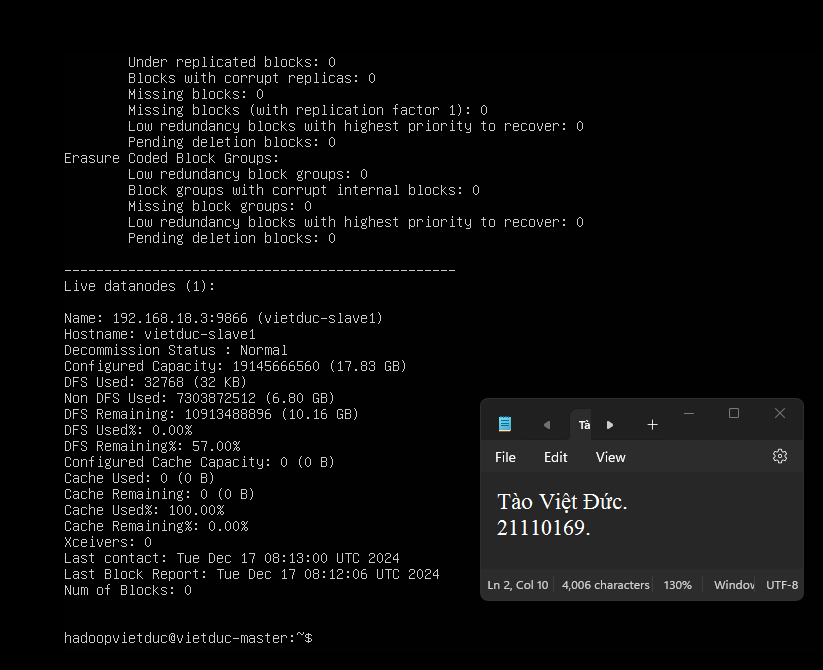 Under replicated blocks: 0
Blocks with corrupt replicas: 0
Missing blocks: 0
Missing blocks (with replication factor 1): 0
Low redundancy blocks with highest priority to recover: 0
Pending deletion blocks: 0
Erasure Coded Block Groups:
Low redundancy block groups: 0
Block groups with corrupt internal blocks: 0
Missing block groups: 0
Low redundancy blocks with highest priority to recover: 0
Pending deletion blocks: 0
-------------------------------------------------
Live datanodes (1):
Name: 192.168.18.3:9866 (vietduc-slave1)
Hostname: vietduc-slave1
Decommission Status : Normal
Configured Capacity: 19145666560 (17.83 GB)
DFS Used: 32768 (32 KB)
Non DFS Used: 7303872512 (6.80 GB)
DFS Remaining: 10913488896 (10.16 GB)
DFS Used%: 0.00%
DFS Remaining%: 57.00%
Configured Cache Capacity: 0 (0 B)
Cache Used: 0 (0 B)
Cache Remaining: 0 (0 B)
Cache Used%: 100.00%
Cache Remaining%: 0.00%
Xceivers: 0
Last contact: Tue Dec 17 08:13:00 UTC 2024
Last Block Report: Tue Dec 17 08:12:06 UTC 2024
Num of Blocks: 0
hadoopvietduc@vietduc-master:~$
Tà
File Edit View
Tào Việt Đức.
21110169.
Ln 2, Col 10 4,006 characters 130% Window UTF-8